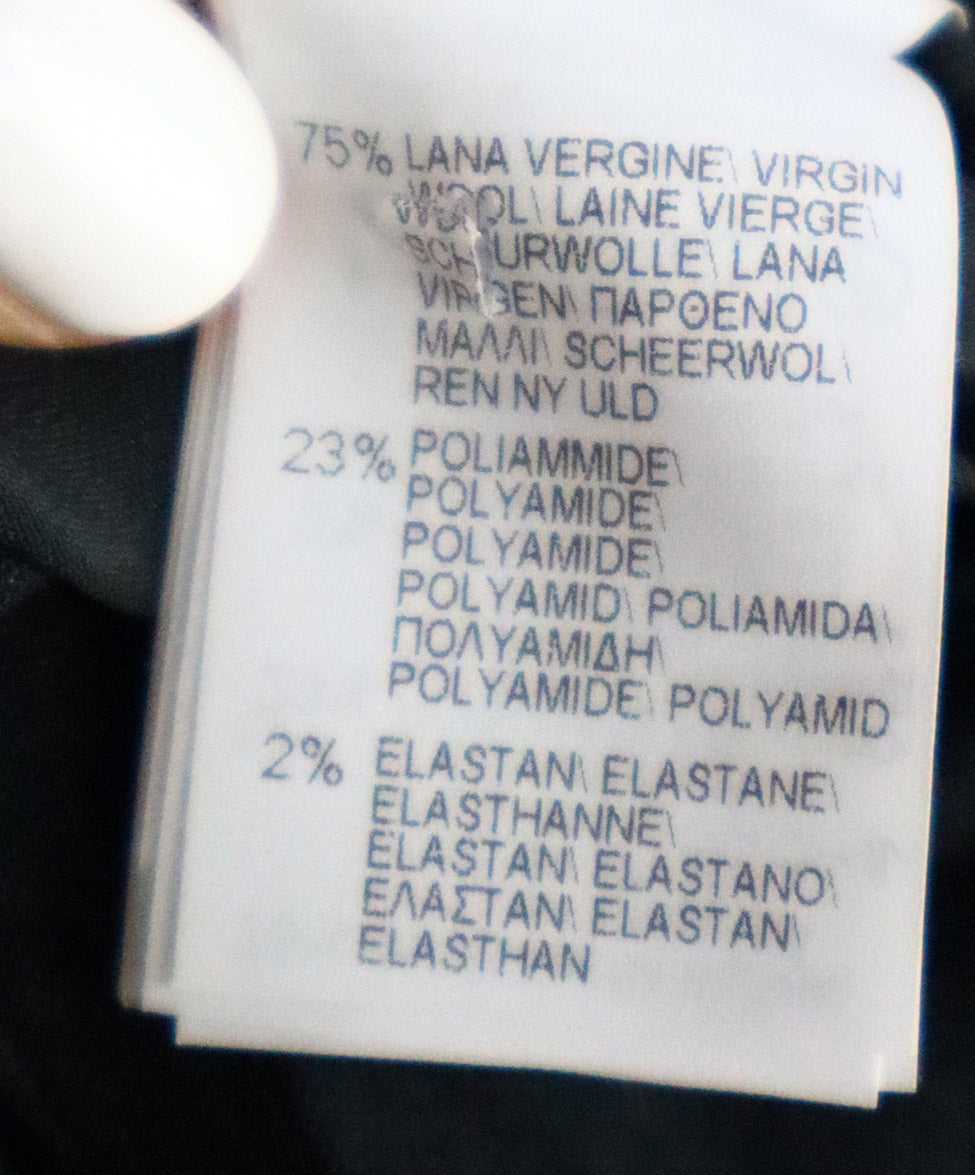 75% LANA VERGINE\ VIRGIN
WOOL\ LAINE VIERGE\
SCHURWOLLE\ LANA
VIRGEN\ ΠΑΡΘΕΝΟ
ΜΑΛΛΙ\ SCHEERWOL\
REN NY ULD
23% POLIAMMIDE\
POLYAMIDE\
POLYAMIDE\
POLYAMID\ POLIAMIDA\
ΠΟΛΥΑΜΙΔΗ\
POLYAMIDE\ POLYAMID
2% ELASTAN\ ELASTANE\
ELASTHANNE\
ELASTAN\ ELASTANO\
ΕΛΑΣΤΑΝ\ ELASTAN\
ELASTHAN